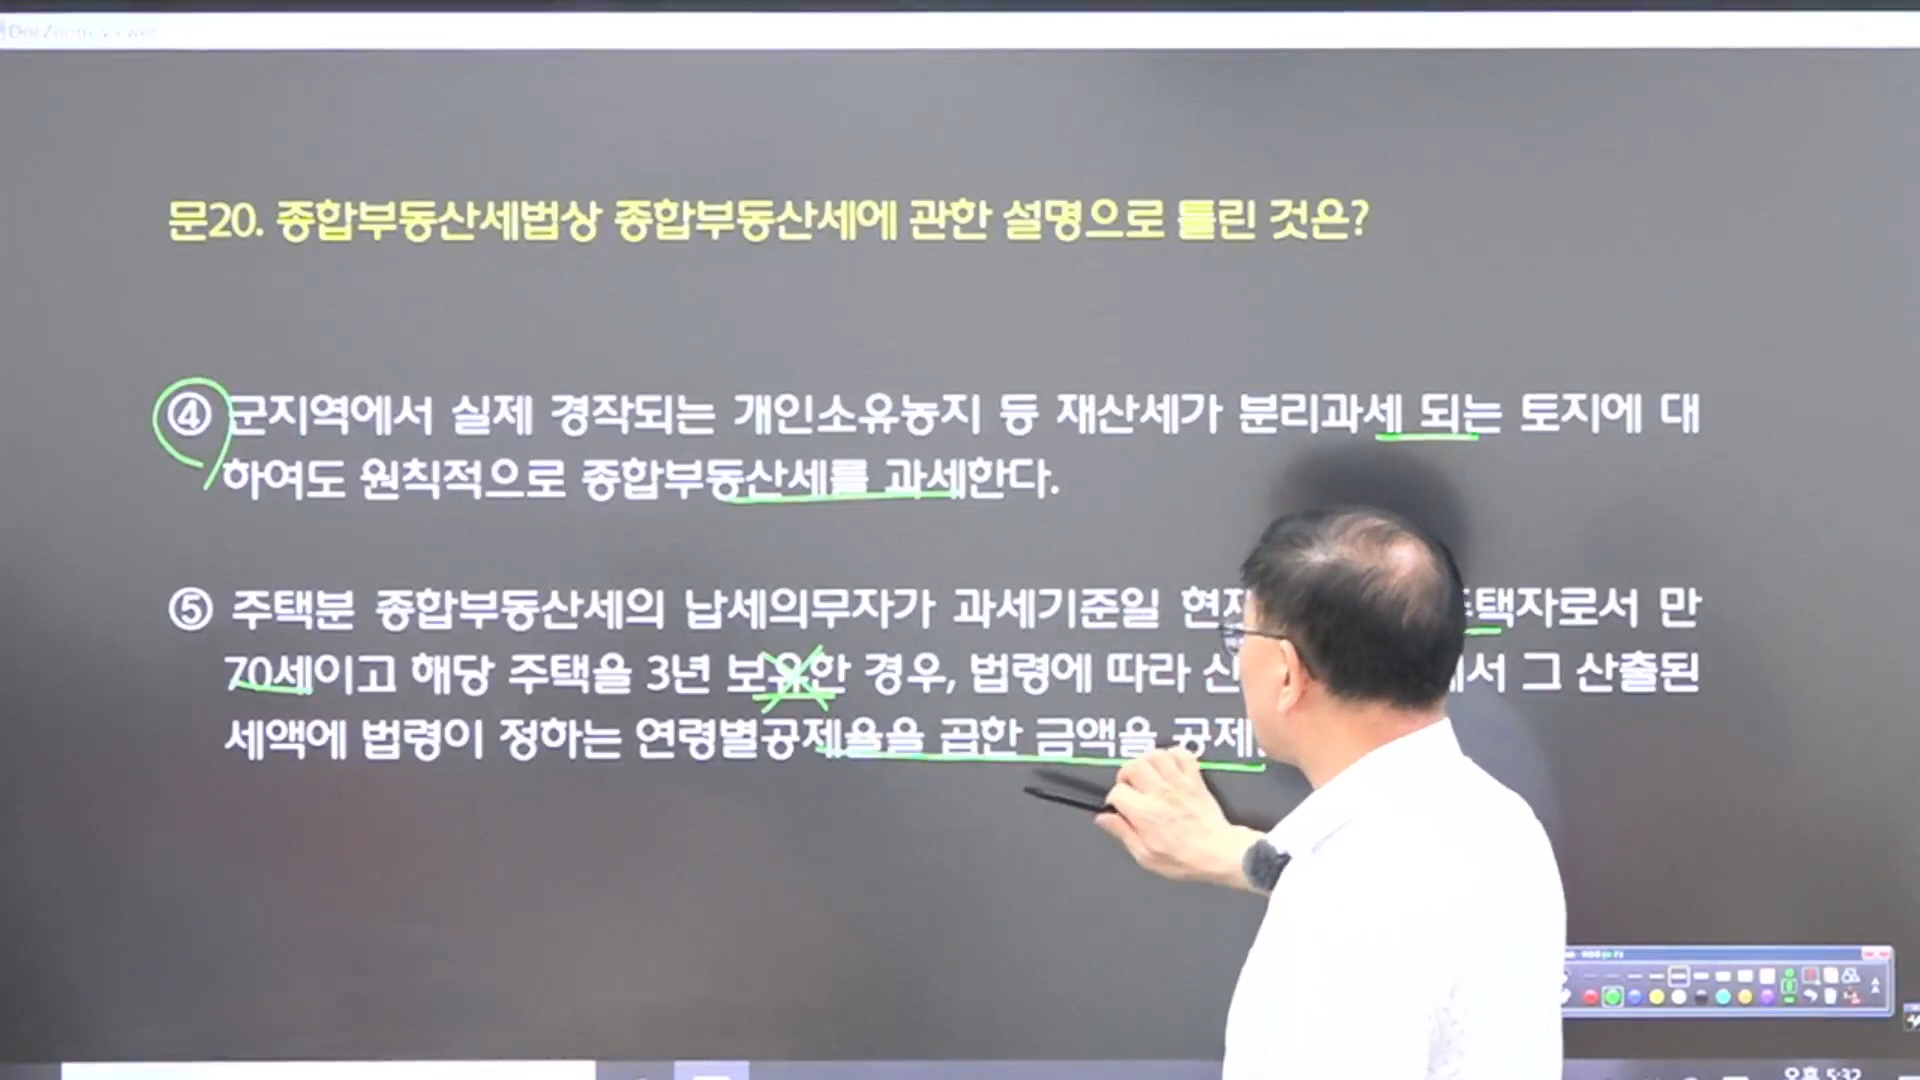 DocZoom Viewer
문20. 종합부동산세법상 종합부동산세에 관한 설명으로 틀린 것은?
④ 군지역에서 실제 경작되는 개인소유농지 등 재산세가 분리과세 되는 토지에 대
하여도 원칙적으로 종합부동산세를 과세한다.
⑤ 주택분 종합부동산세의 납세의무자가 과세기준일 현재 주택자로서 만
70세이고 해당 주택을 3년 보유한 경우, 법령에 따라 산 서 그 산출된
세액에 법령이 정하는 연령별공제율을 곱한 금액을 공제
오후 5:32